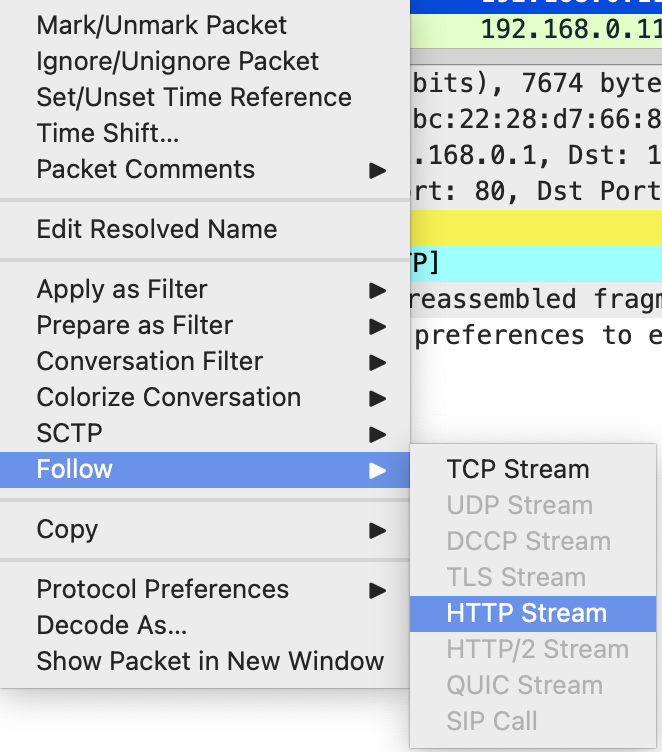 Mark/Unmark Packet
Ignore/Unignore Packet
Set/Unset Time Reference
Time Shift...
Packet Comments
Edit Resolved Name
Apply as Filter
Prepare as Filter
Conversation Filter
Colorize Conversation
SCTP
Follow
Copy
Protocol Preferences
Decode As...
Show Packet in New Window
192.168.0.11
bits), 7674 byte
bc:22:28:d7:66:8
.168.0.1, Dst: 1
rt: 80, Dst Port
P]
reassembled fragm
preferences to e
TCP Stream
UDP Stream
DCCP Stream
TLS Stream
HTTP Stream
HTTP/2 Stream
QUIC Stream
SIP Call